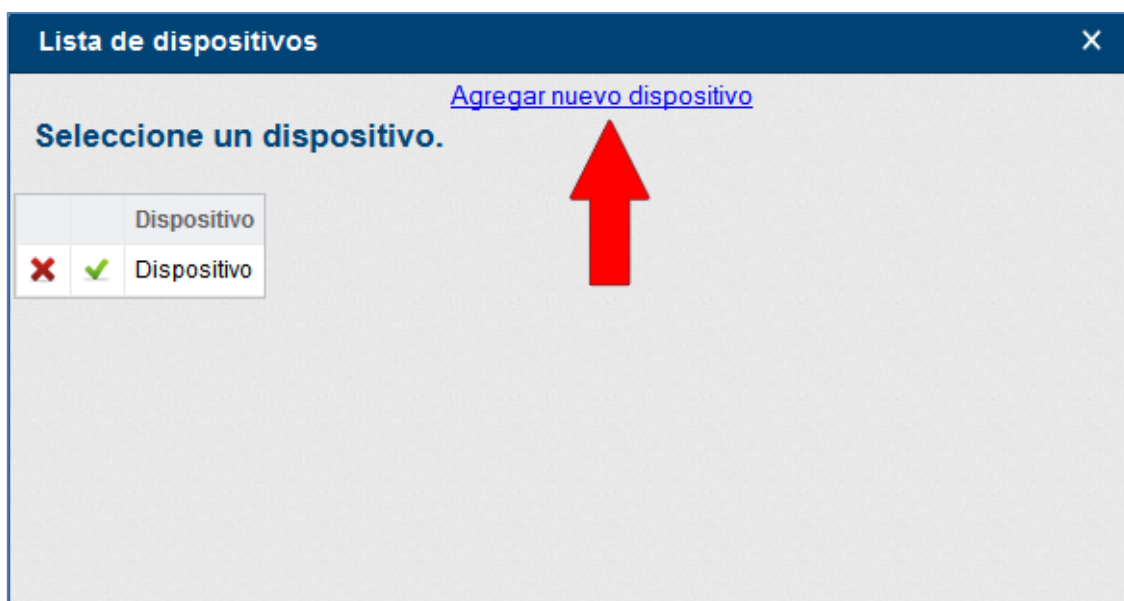 Lista de dispositivos
Agregar nuevo dispositivo
Seleccione un dispositivo.
Dispositivo
Dispositivo